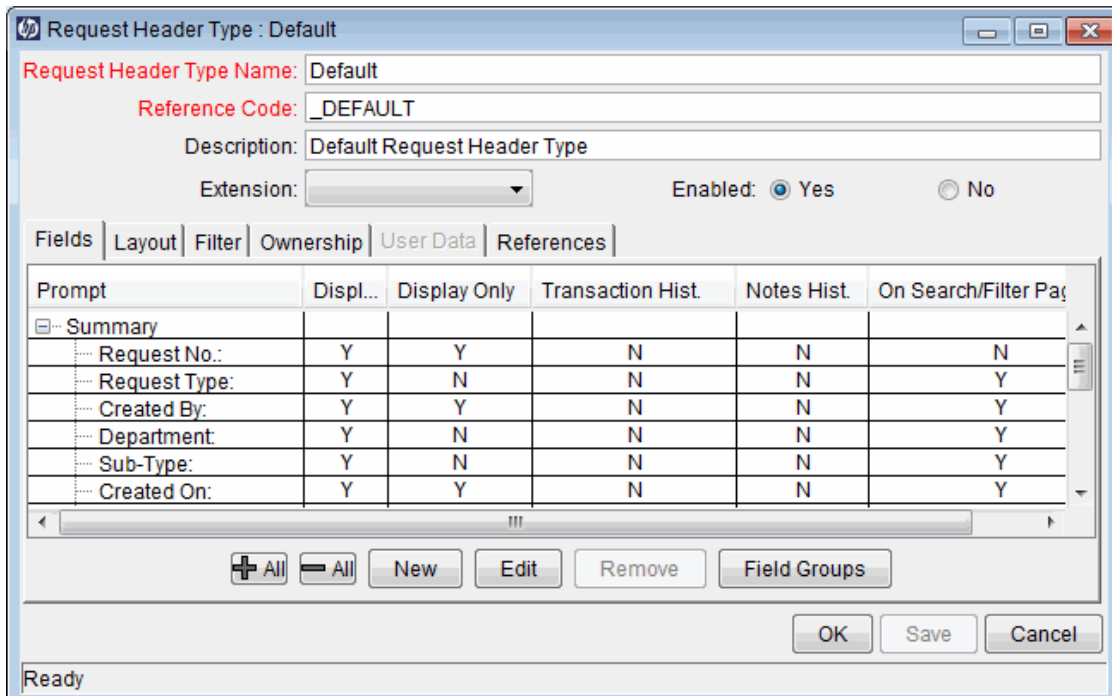 Request Header Type : Default
Request Header Type Name: Default
Reference Code: _DEFAULT
Description: Default Request Header Type
Extension: Enabled: Yes No
Fields Layout Filter Ownership User Data References
Prompt Displ... Display Only Transaction Hist. Notes Hist. On Search/Filter Pag
Summary
Request No.: Y Y N N N
Request Type: Y N N N Y
Created By: Y Y N N Y
Department: Y N N N Y
Sub-Type: Y N N N Y
Created On: Y Y N N Y
All All New Edit Remove Field Groups
OK Save Cancel
Ready